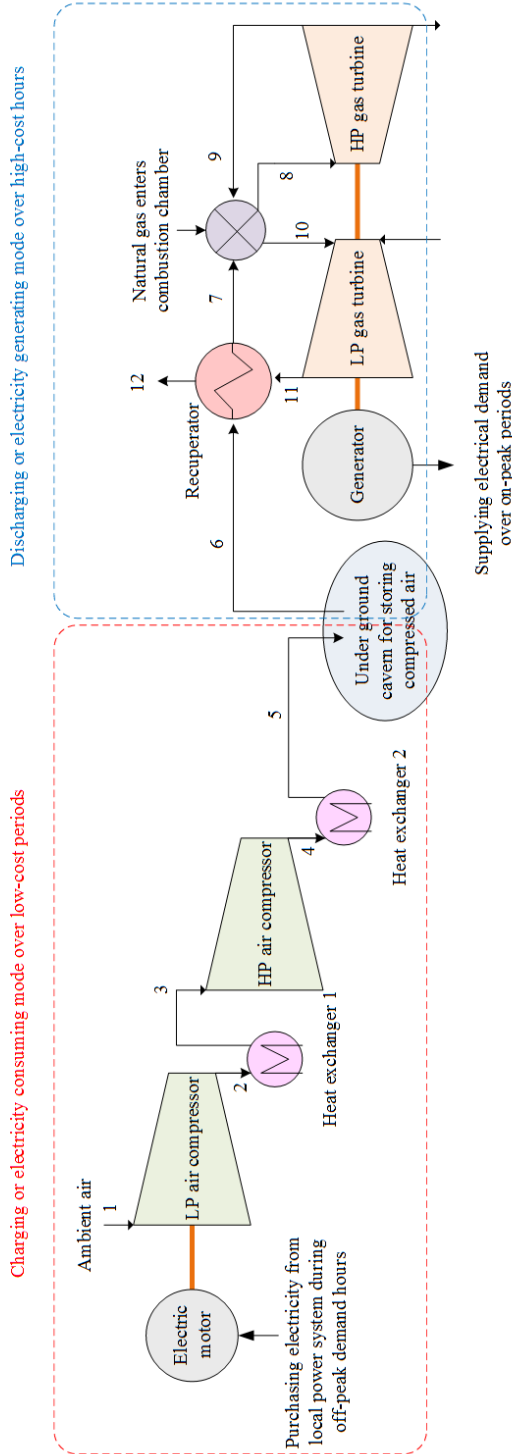 Charging or electricity consuming mode over low-cost periods
Discharging or electricity generating mode over high-cost hours
Ambient air
1
LP air compressor
Electric
motor
Purchasing electricity from
local power system during
off-peak demand hours
2
Heat exchanger 1
3
HP air compressor
4
Heat exchanger 2
5
Under ground
cavern for storing
compressed air
6
Recuperator
12
11
7
Natural gas enters
combustion chamber
9
8
10
Generator
LP gas turbine
HP gas turbine
Supplying electrical demand
over on-peak periods